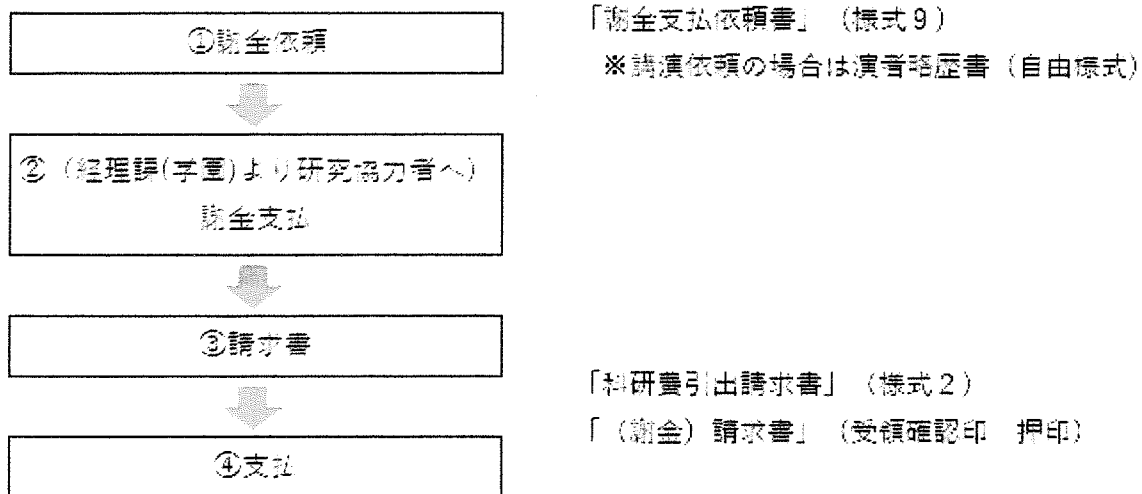 ①謝金依頼
「謝金支払依頼書」（様式９）
※講演依頼の場合は演者略歴書（自由様式）
②（経理課(学園)より研究協力者へ）
謝金支払
③請求書
「科研費引出請求書」（様式２）
「（謝金）請求書」（受領確認印　押印）
④支払